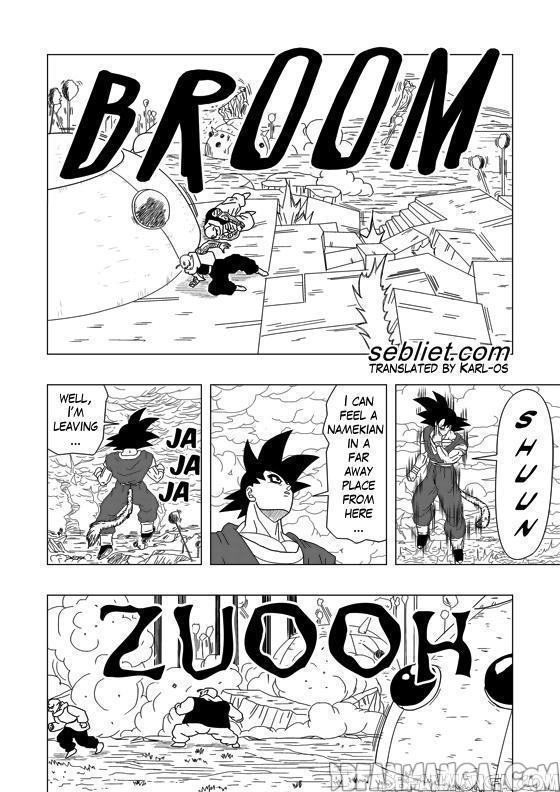 BROOM
sebliet.com
TRANSLATED BY KARL-OS
WELL,
I'M
LEAVING
...
JA
JA
JA
I CAN
FEEL A
NAMEKIAN
IN A
FAR
AWAY
PLACE
FROM
HERE
...
SHUUN
ZUOOH